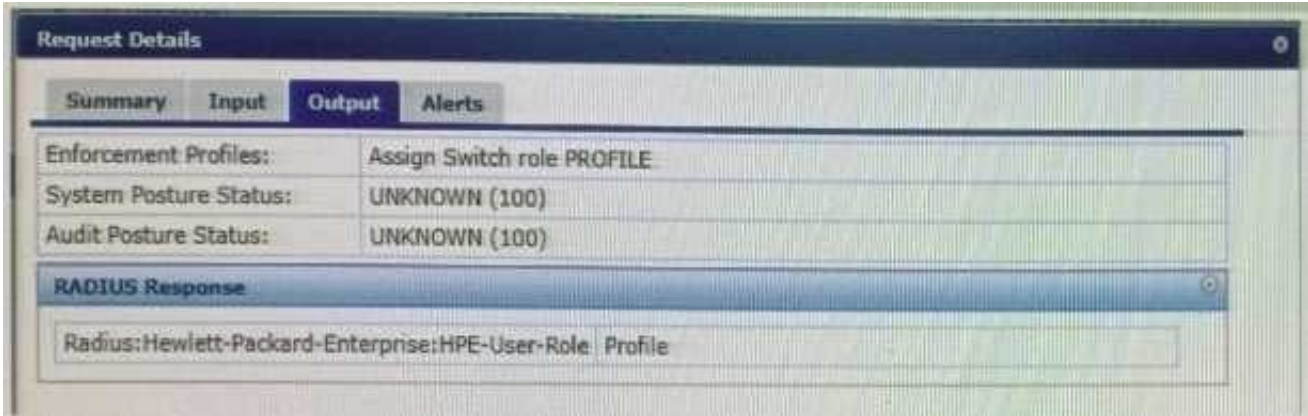 Request Details
Summary Input Output Alerts
Enforcement Profiles: Assign Switch role PROFILE
System Posture Status: UNKNOWN (100)
Audit Posture Status: UNKNOWN (100)
RADIUS Response
Radius:Hewlett-Packard-Enterprise:HPE-User-Role Profile